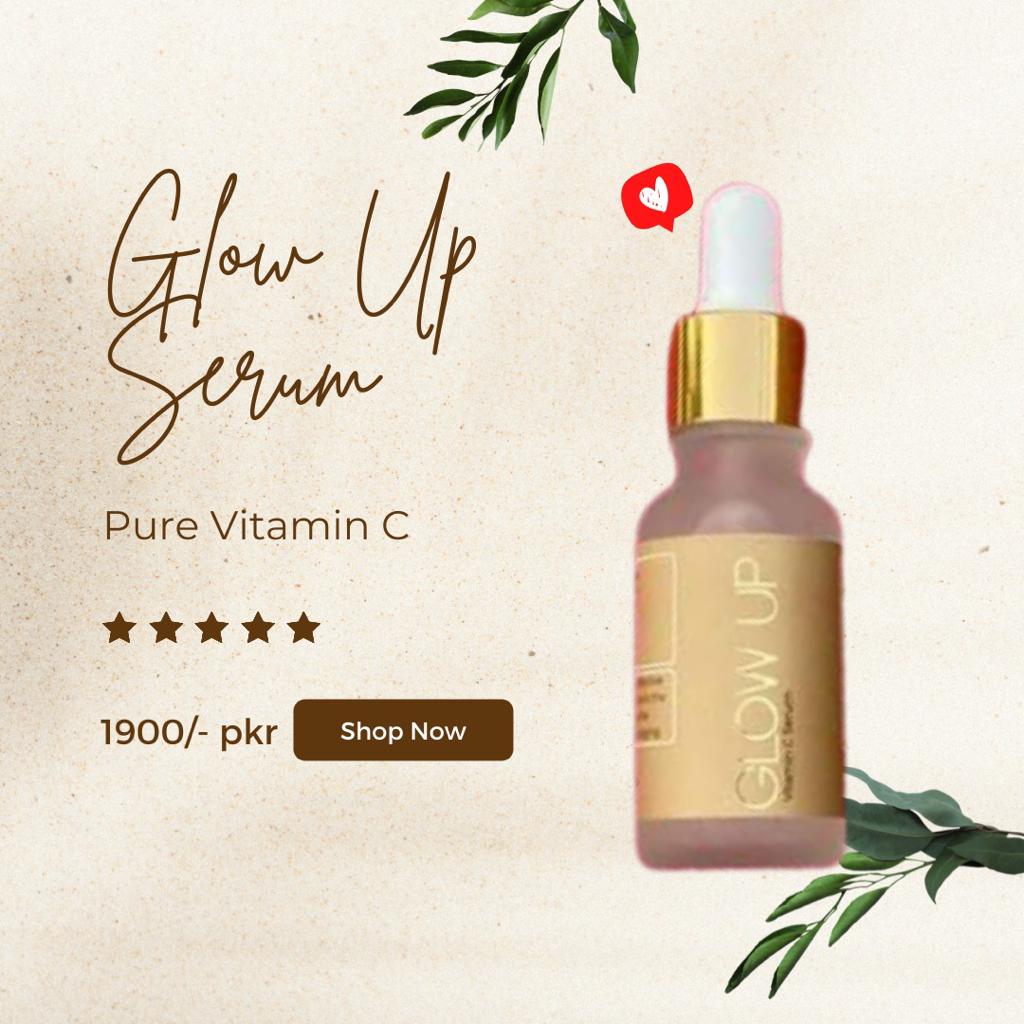 Glow Up
Serum
Pure Vitamin C
1900/- pkr
Shop Now
GLOW UP
Vitamin C Serum